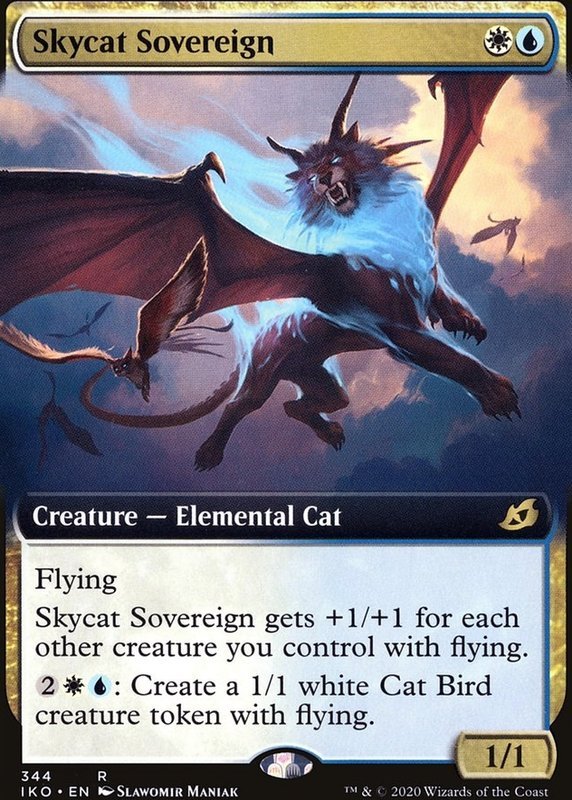 Skycat Sovereign
Creature — Elemental Cat
Flying
Skycat Sovereign gets +1/+1 for each
other creature you control with flying.
2 : Create a 1/1 white Cat Bird
creature token with flying.
1/1
344 R
IKO • EN Slawomir Maniak
™ & © 2020 Wizards of the Coast